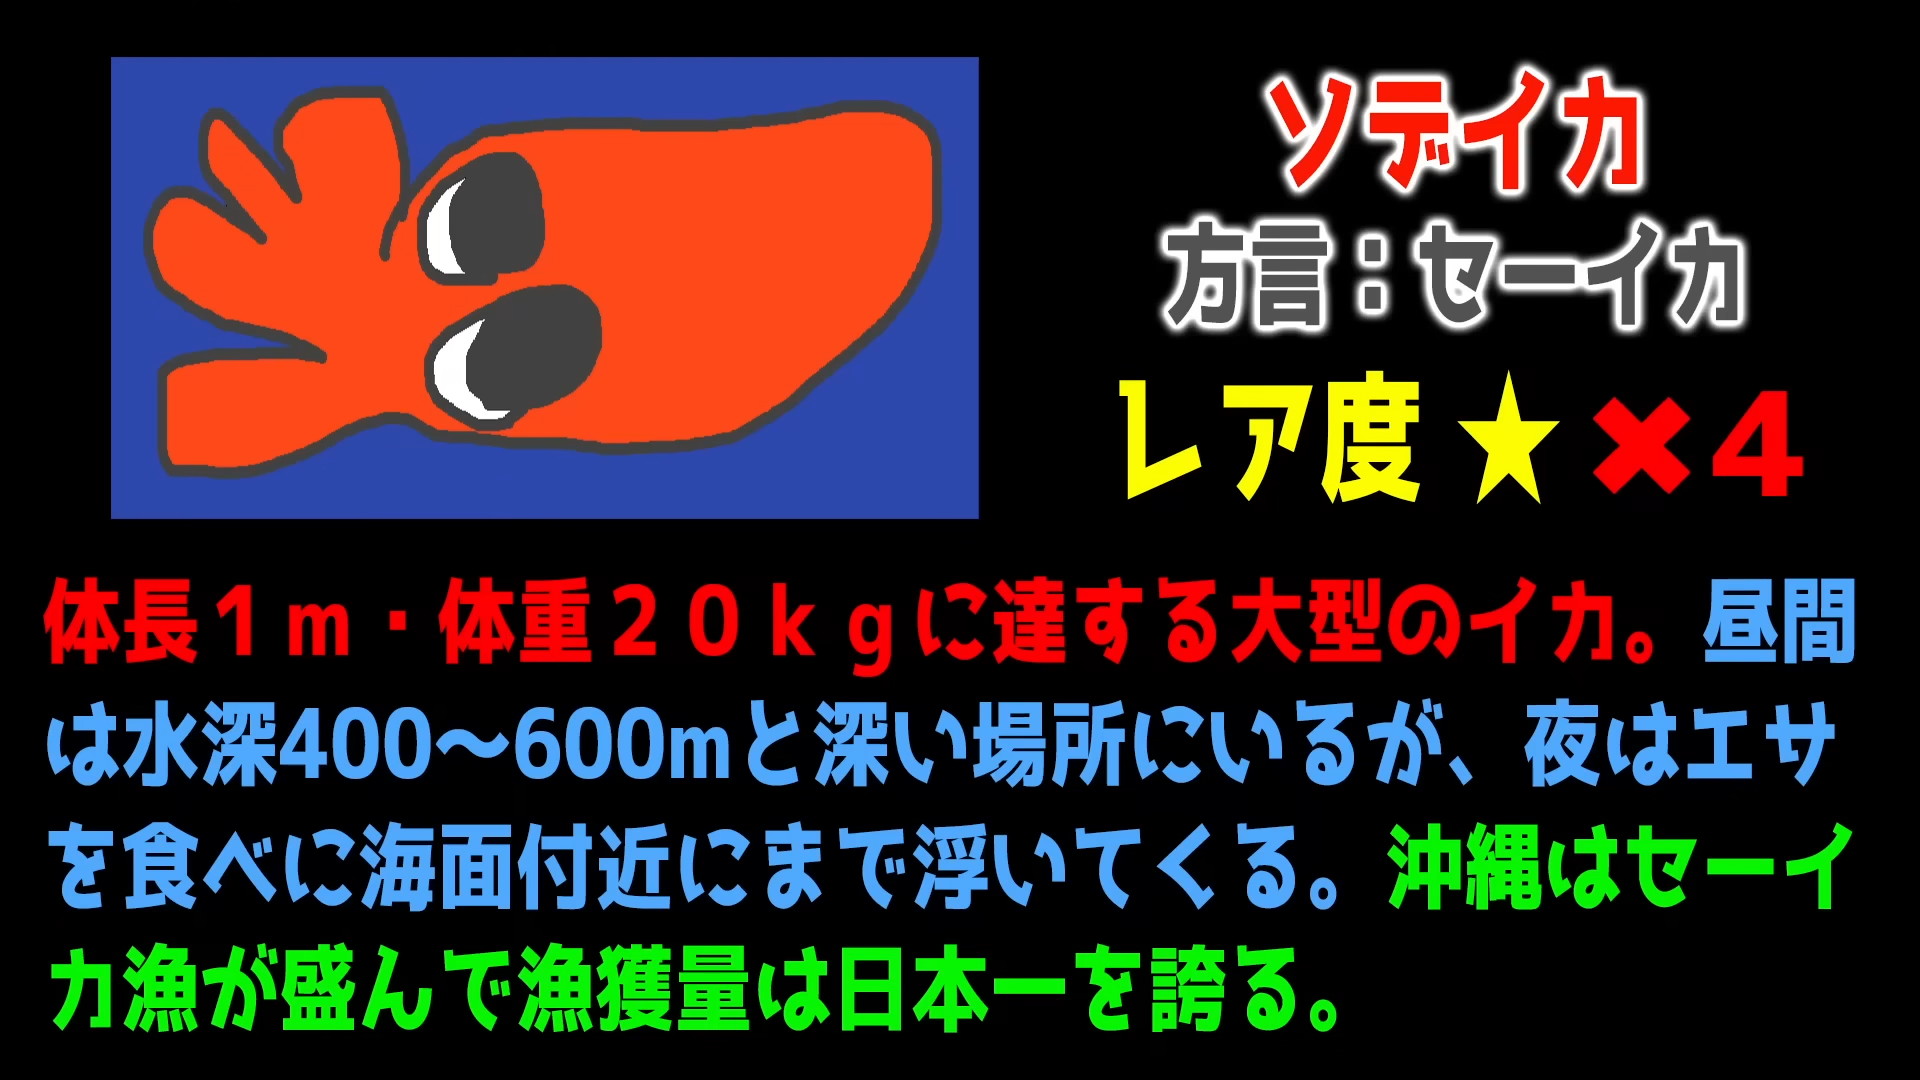 ソデイカ
方言：セーイカ
レア度 ★✖4
体長１ｍ・体重２０ｋｇに達する大型のイカ。昼間
は水深400～600mと深い場所にいるが、夜はエサ
を食べに海面付近にまで浮いてくる。沖縄はセーイ
カ漁が盛んで漁獲量は日本一を誇る。